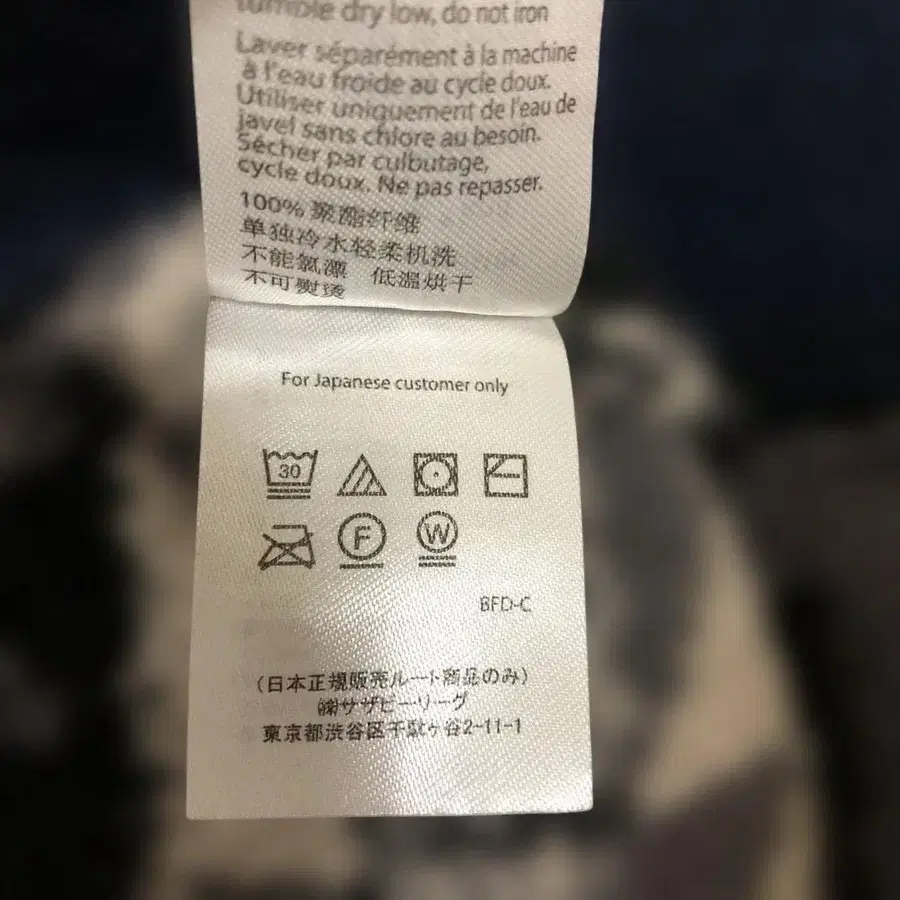 tumble dry low, do not iron
Laver séparément à la machine
à l'eau froide au cycle doux.
Utiliser uniquement de l'eau de
javel sans chlore au besoin.
Sécher par culbutage,
cycle doux. Ne pas repasser.
100% 聚酯纤维
单独冷水轻柔机洗
不能氯漂 低温烘干
不可熨烫
For Japanese customer only
30
F W
BFD-C
(日本正規販売ルート商品のみ)
㈱サザビーリーグ
東京都渋谷区千駄ヶ谷2-11-1